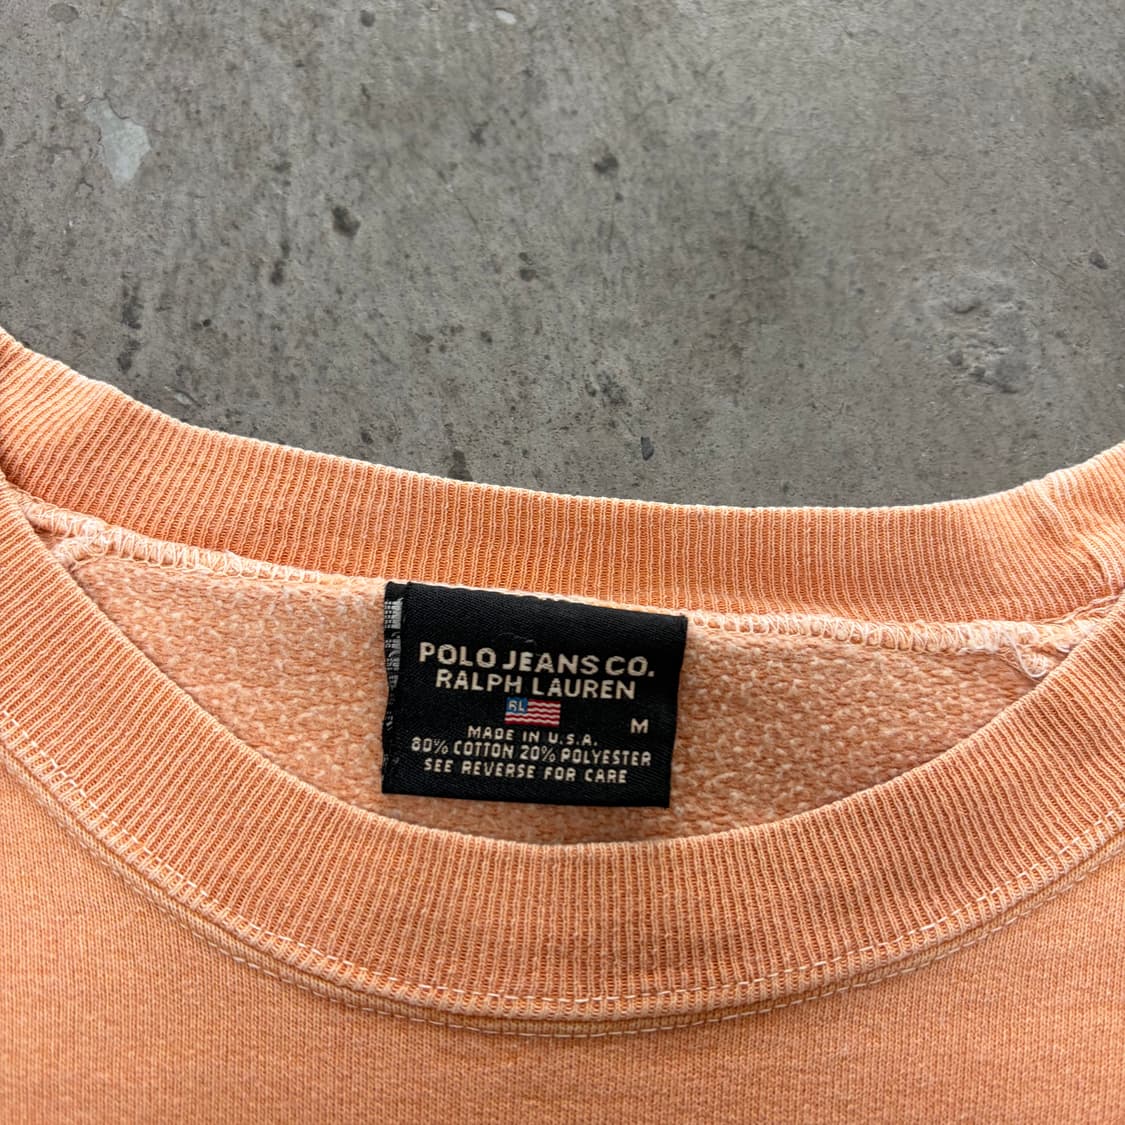 POLO JEANS CO.
RALPH LAUREN
RL
M
MADE IN U.S.A.
80% COTTON 20% POLYESTER
SEE REVERSE FOR CARE